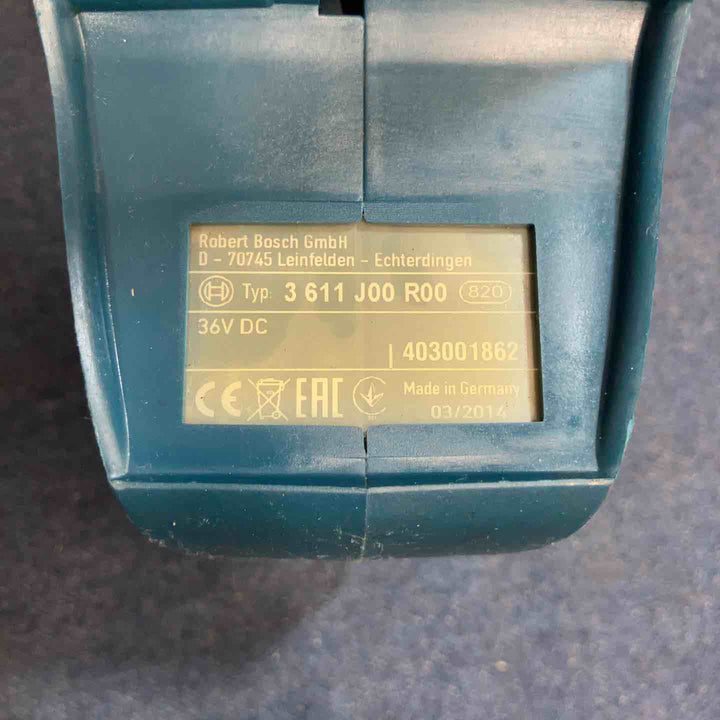 Robert Bosch GmbH
D - 70745 Leinfelden - Echterdingen
Typ: 3 611 J00 R00 820
36V DC
| 403001862
CE EAC Made in Germany
03/2014